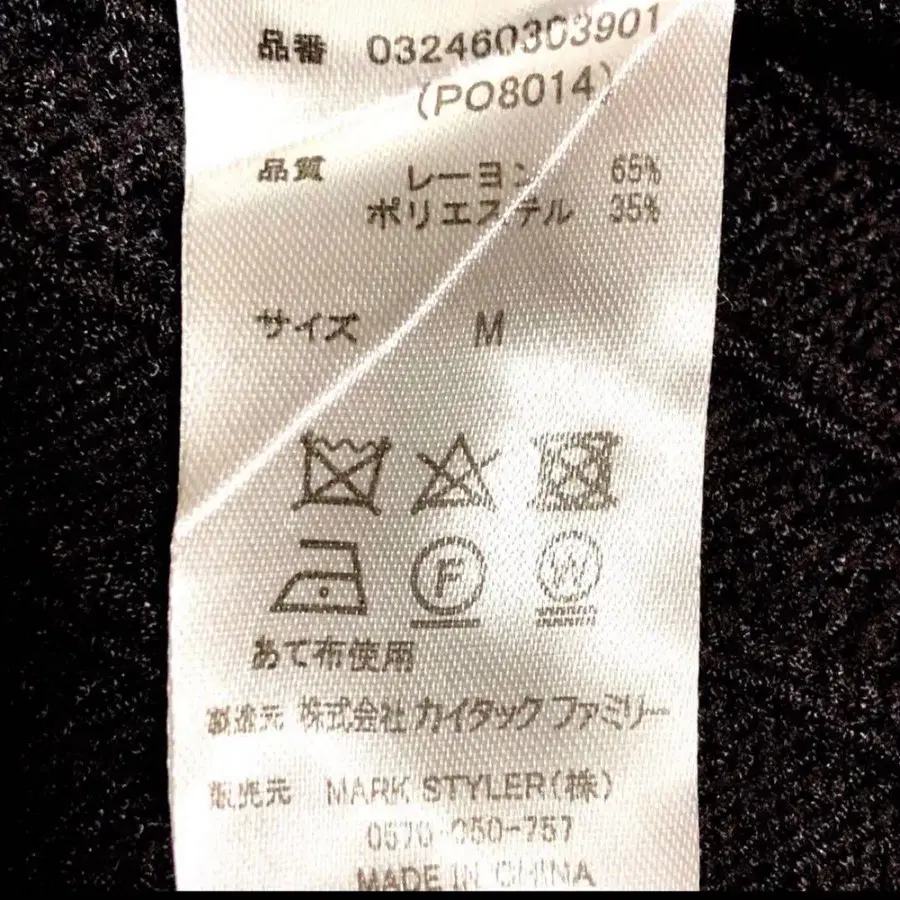 品番 032460303901
(PO8014)
品質 レーヨン 65%
ポリエステル 35%
サイズ M
F
W
あて布使用
製造元 株式会社 カイタックファミリー
販売元 MARK STYLER(株)
0570-050-757
MADE IN CHINA